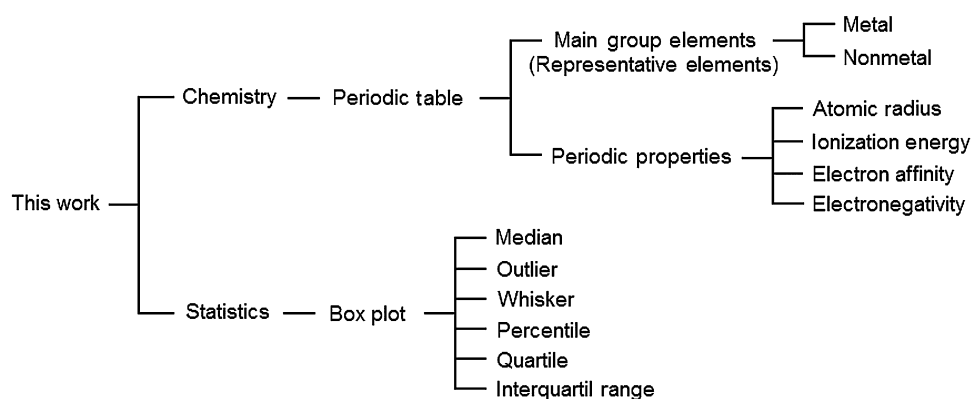 This work
Chemistry
Periodic table
Main group elements
(Representative elements)
Metal
Nonmetal
Periodic properties
Atomic radius
Ionization energy
Electron affinity
Electronegativity
Statistics
Box plot
Median
Outlier
Whisker
Percentile
Quartile
Interquartil range